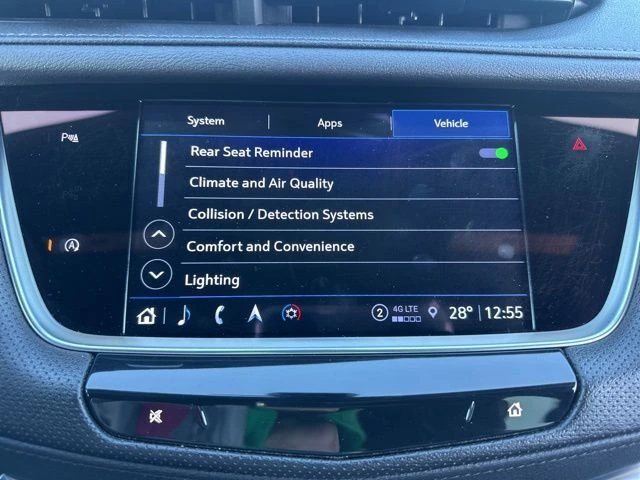 System Apps Vehicle
Rear Seat Reminder
Climate and Air Quality
Collision / Detection Systems
Comfort and Convenience
Lighting
2 4G LTE 28° 12:55
P
A